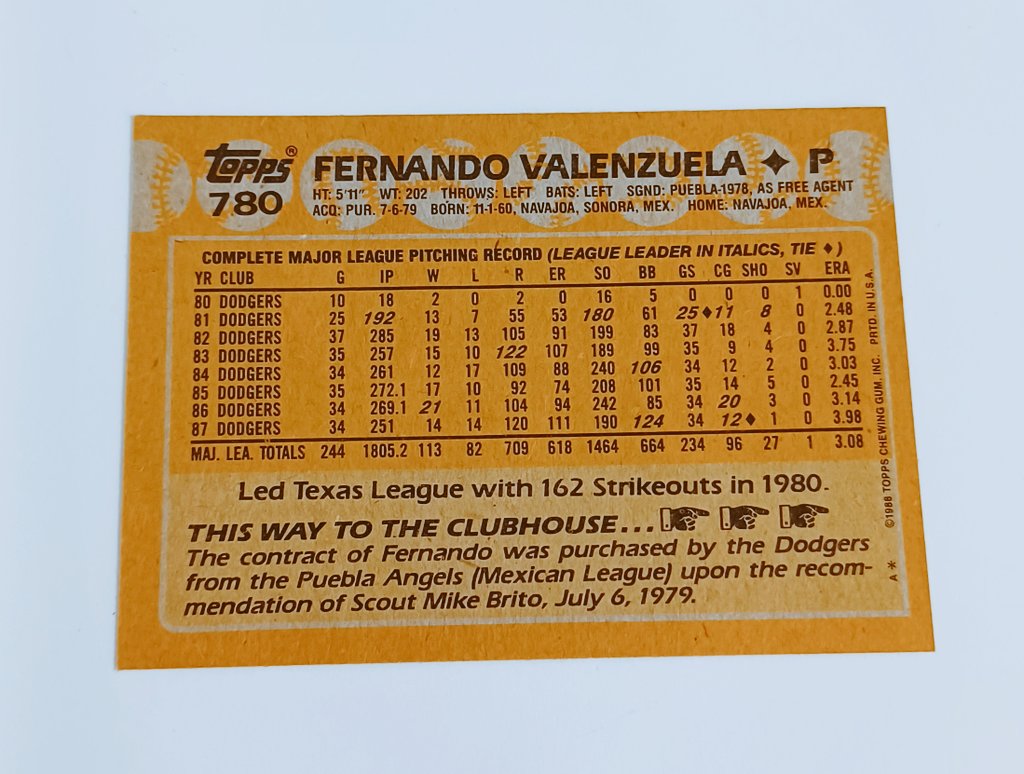 topps® FERNANDO VALENZUELA ✦ P
780 HT: 5'11" WT: 202 THROWS: LEFT BATS: LEFT SGND: PUEBLA-1978, AS FREE AGENT
ACQ: PUR. 7-6-79 BORN: 11-1-60, NAVAJOA, SONORA, MEX. HOME: NAVAJOA, MEX.
COMPLETE MAJOR LEAGUE PITCHING RECORD (LEAGUE LEADER IN ITALICS, TIE ♦)
YR CLUB G IP W L R ER SO BB GS CG SHO SV ERA
80 DODGERS 10 18 2 0 2 0 16 5 0 0 0 1 0.00
81 DODGERS 25 192 13 7 55 53 180 61 25 ♦11 8 0 2.48
82 DODGERS 37 285 19 13 105 91 199 83 37 18 4 0 2.87
83 DODGERS 35 257 15 10 122 107 189 99 35 9 4 0 3.75
84 DODGERS 34 261 12 17 109 88 240 106 34 12 2 0 3.03
85 DODGERS 35 272.1 17 10 92 74 208 101 35 14 5 0 2.45
86 DODGERS 34 269.1 21 11 104 94 242 85 34 20 3 0 3.14
87 DODGERS 34 251 14 14 120 111 190 124 34 12♦ 1 0 3.98
MAJ. LEA. TOTALS 244 1805.2 113 82 709 618 1464 664 234 96 27 1 3.08
Led Texas League with 162 Strikeouts in 1980.
THIS WAY TO THE CLUBHOUSE...
The contract of Fernando was purchased by the Dodgers
from the Puebla Angels (Mexican League) upon the recom-
mendation of Scout Mike Brito, July 6, 1979.
©1988 TOPPS CHEWING GUM, INC. PRTD. IN U.S.A.
A *